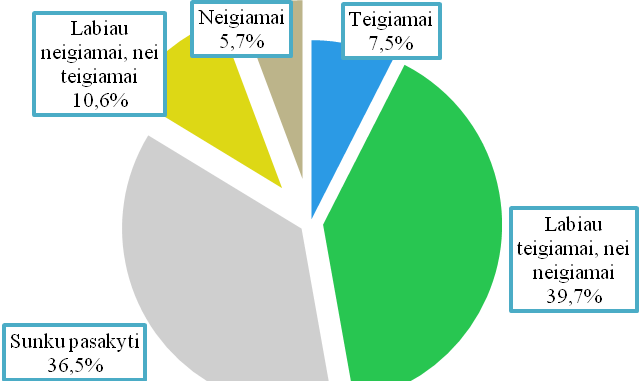 Neigiamai
5,7%
Teigiamai
7,5%
Labiau
neigiamai, nei
teigiamai
10,6%
Labiau
teigiamai, nei
neigiamai
39,7%
Sunku pasakyti
36,5%